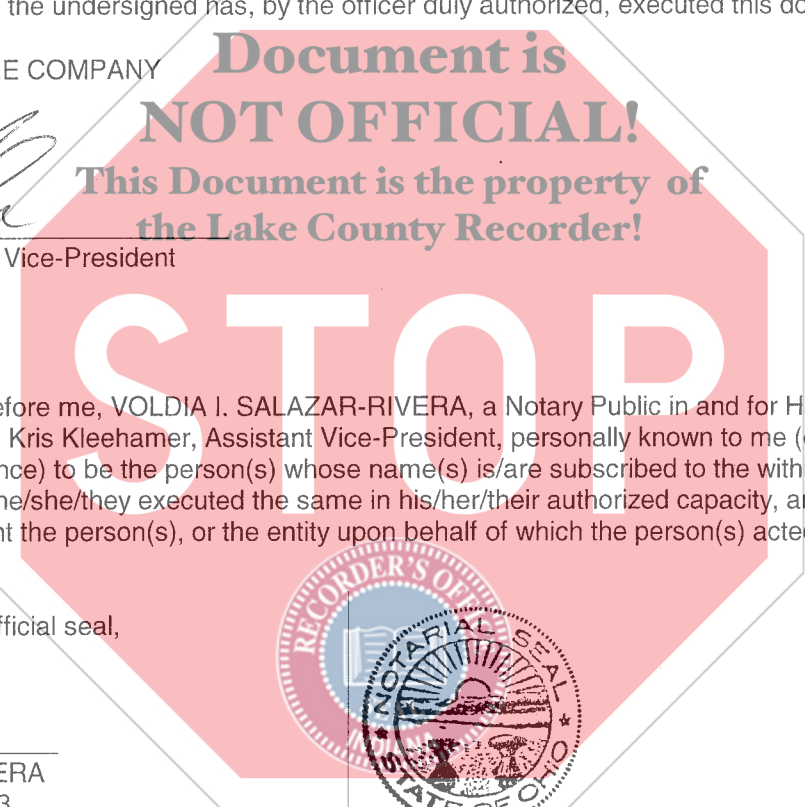 the undersigned has, by the officer duly authorized, executed this do
E COMPANY
Document is
NOT OFFICIAL!
This Document is the property of
the Lake County Recorder!
Vice-President
STOP
efore me, VOLDIA I. SALAZAR-RIVERA, a Notary Public in and for H
Kris Kleehamer, Assistant Vice-President, personally known to me (
nce) to be the person(s) whose name(s) is/are subscribed to the with
he/she/they executed the same in his/her/their authorized capacity, a
nt the person(s), or the entity upon behalf of which the person(s) acte
RECORDER'S OFFICE
INDIANA
fficial seal,
NOTARIAL SEAL
STATE OF OHIO
ERA
3